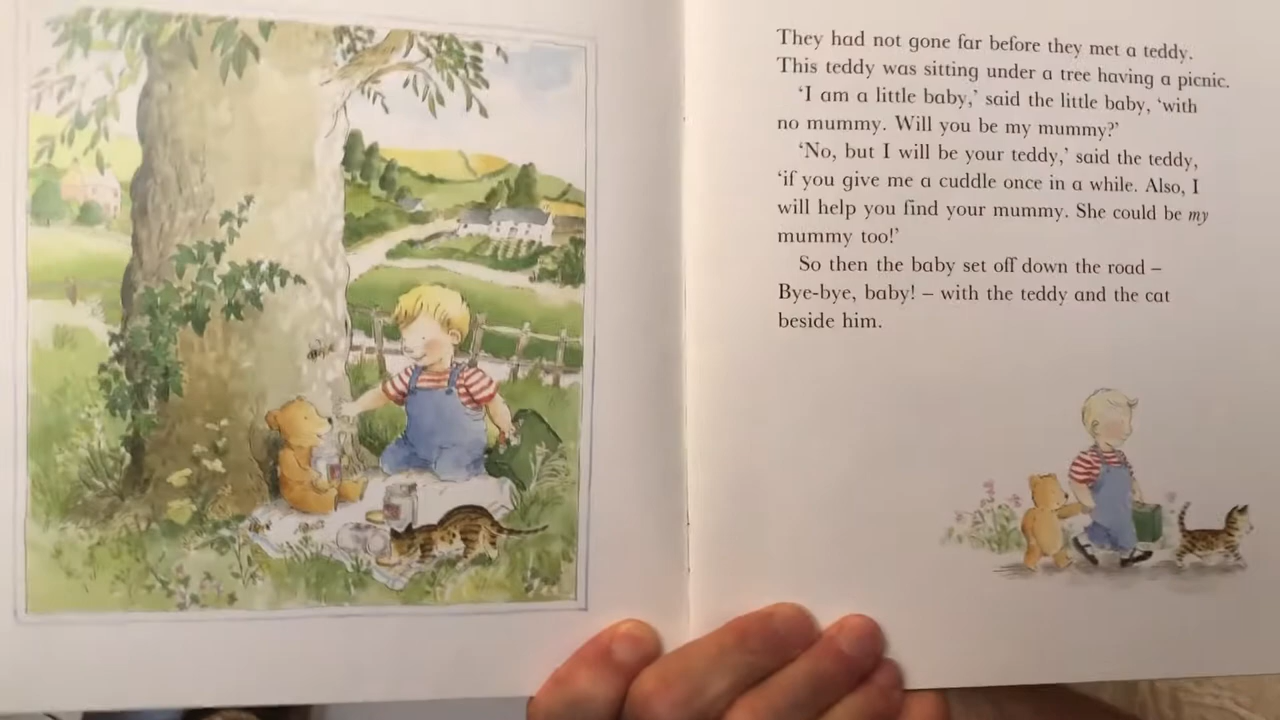 They had not gone far before they met a teddy.
This teddy was sitting under a tree having a picnic.
‘I am a little baby,’ said the little baby, ‘with
no mummy. Will you be my mummy?’
‘No, but I will be your teddy,’ said the teddy,
‘if you give me a cuddle once in a while. Also, I
will help you find your mummy. She could be my
mummy too!’
So then the baby set off down the road –
Bye-bye, baby! – with the teddy and the cat
beside him.